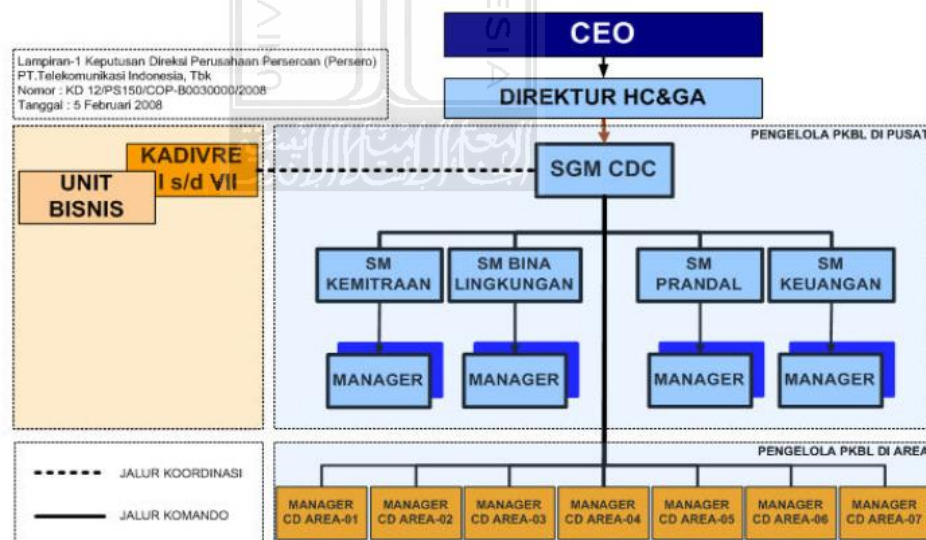 CEO
Lampiran-1 Keputusan Direksi Perusahaan Perseroan (Persero)
PT.Telekomunikasi Indonesia, Tbk
Nomor : KD 12/PS150/COP-B0030000/2008
Tanggal : 5 Februari 2008
DIREKTUR HC&GA
PENGELOLA PKBL DI PUSAT
KADIVRE
I s/d VII
UNIT
BISNIS
SGM CDC
SM
KEMITRAAN
SM BINA
LINGKUNGAN
SM
PRANDAL
SM
KEUANGAN
MANAGER
MANAGER
MANAGER
MANAGER
PENGELOLA PKBL DI AREA
JALUR KOORDINASI
JALUR KOMANDO
MANAGER
CD AREA-01
MANAGER
CD AREA-02
MANAGER
CD AREA-03
MANAGER
CD AREA-04
MANAGER
CD AREA-05
MANAGER
CD AREA-06
MANAGER
CD AREA-07